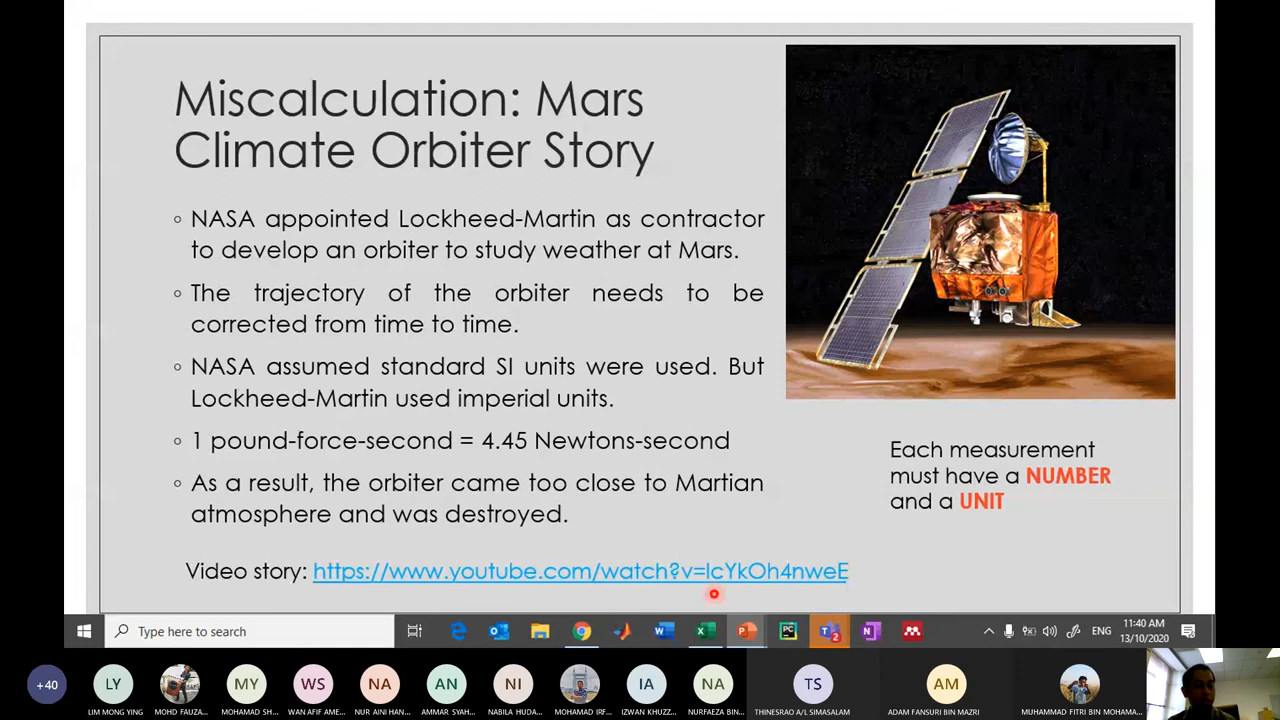 Miscalculation: Mars
Climate Orbiter Story
◦ NASA appointed Lockheed-Martin as contractor
to develop an orbiter to study weather at Mars.
◦ The trajectory of the orbiter needs to be
corrected from time to time.
◦ NASA assumed standard SI units were used. But
Lockheed-Martin used imperial units.
◦ 1 pound-force-second = 4.45 Newtons-second
◦ As a result, the orbiter came too close to Martian
atmosphere and was destroyed.
Each measurement
must have a NUMBER
and a UNIT
Video story: https://www.youtube.com/watch?v=lcYkOh4nweE
Type here to search
ENG
11:40 AM
13/10/2020
+40
LY
MY
WS
NA
AN
NI
IA
NA
TS
AM
LIM MONG YING
MOHD FAUZA...
MOHAMAD SH...
WAN AFIF AME...
NUR AINI HAN...
AMMAR SYAH...
NABILA HUDA...
MOHAMAD IRF...
IZWAN KHUZZ...
NURFAEZA BIN...
THINESRAO A/L SIMASALAM
ADAM FANSURI BIN MAZRI
MUHAMMAD FITRI BIN MOHAMA...